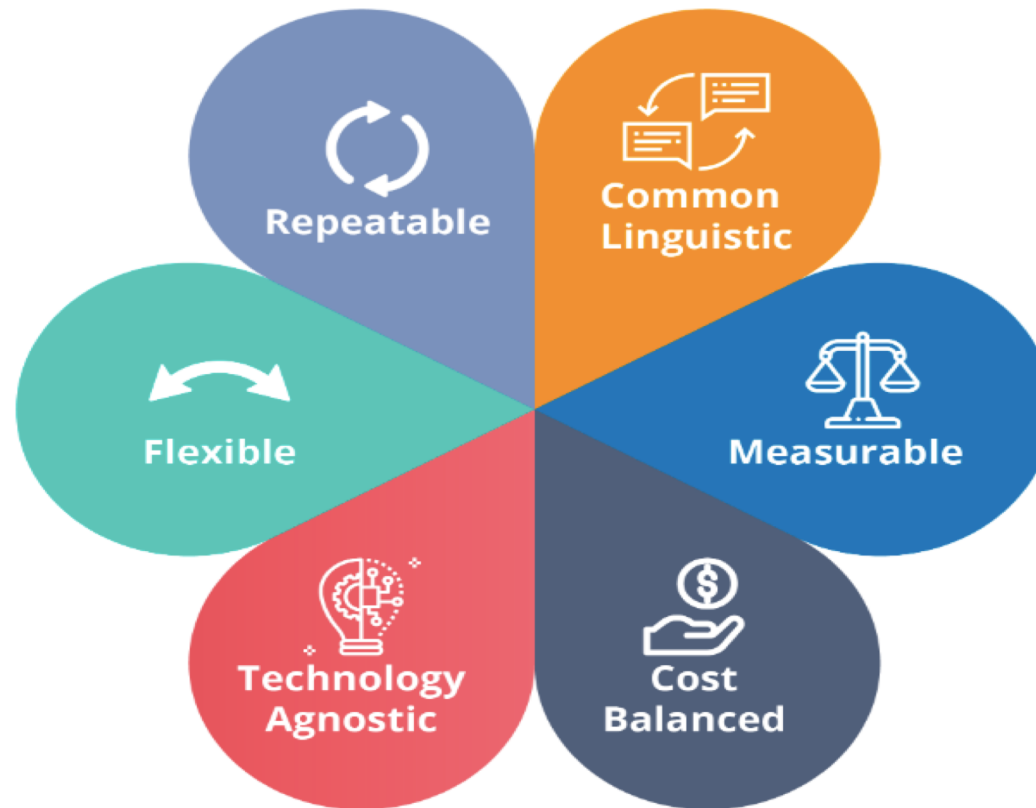 Repeatable
Common
Linguistic
Flexible
Measurable
Technology
Agnostic
$
Cost
Balanced